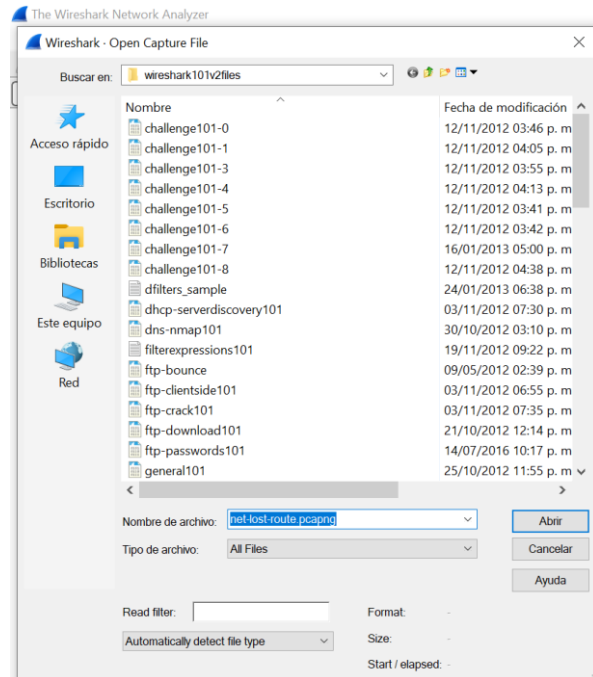 The Wireshark Network Analyzer
Wireshark · Open Capture File
Buscar en: wireshark101v2files
Nombre Fecha de modificación
challenge101-0 12/11/2012 03:46 p. m
challenge101-1 12/11/2012 04:05 p. m
challenge101-3 12/11/2012 03:55 p. m
challenge101-4 12/11/2012 04:13 p. m
challenge101-5 12/11/2012 03:41 p. m
challenge101-6 12/11/2012 03:42 p. m
challenge101-7 16/01/2013 05:00 p. m
challenge101-8 12/11/2012 04:38 p. m
dfilters_sample 24/01/2013 06:38 p. m
dhcp-serverdiscovery101 03/11/2012 07:30 p. m
dns-nmap101 30/10/2012 03:10 p. m
filterexpressions101 19/11/2012 09:22 p. m
ftp-bounce 09/05/2012 02:39 p. m
ftp-clientside101 03/11/2012 06:55 p. m
ftp-crack101 03/11/2012 07:35 p. m
ftp-download101 21/10/2012 12:14 p. m
ftp-passwords101 14/07/2016 10:17 p. m
general101 25/10/2012 11:55 p. m
Acceso rápido
Escritorio
Bibliotecas
Este equipo
Red
Nombre de archivo: net-lost-route.pcapng Abrir
Tipo de archivo: All Files Cancelar
Ayuda
Read filter: Format: -
Automatically detect file type Size: -
Start / elapsed: -